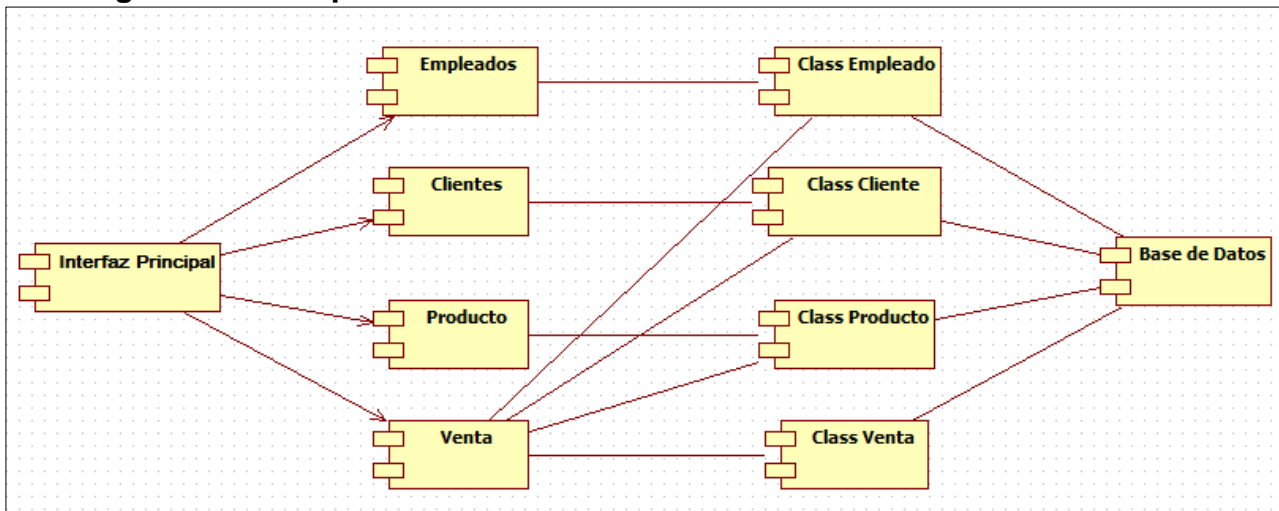 Empleados
Class Empleado
Clientes
Class Cliente
Interfaz Principal
Base de Datos
Producto
Class Producto
Venta
Class Venta